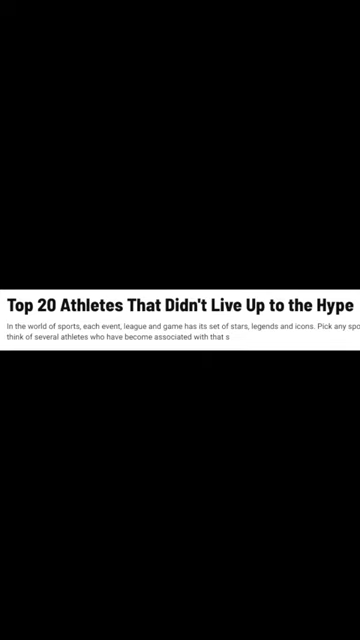 Top 20 Athletes That Didn't Live Up to the Hype
In the world of sports, each event, league and game has its set of stars, legends and icons. Pick any spo
think of several athletes who have become associated with that s